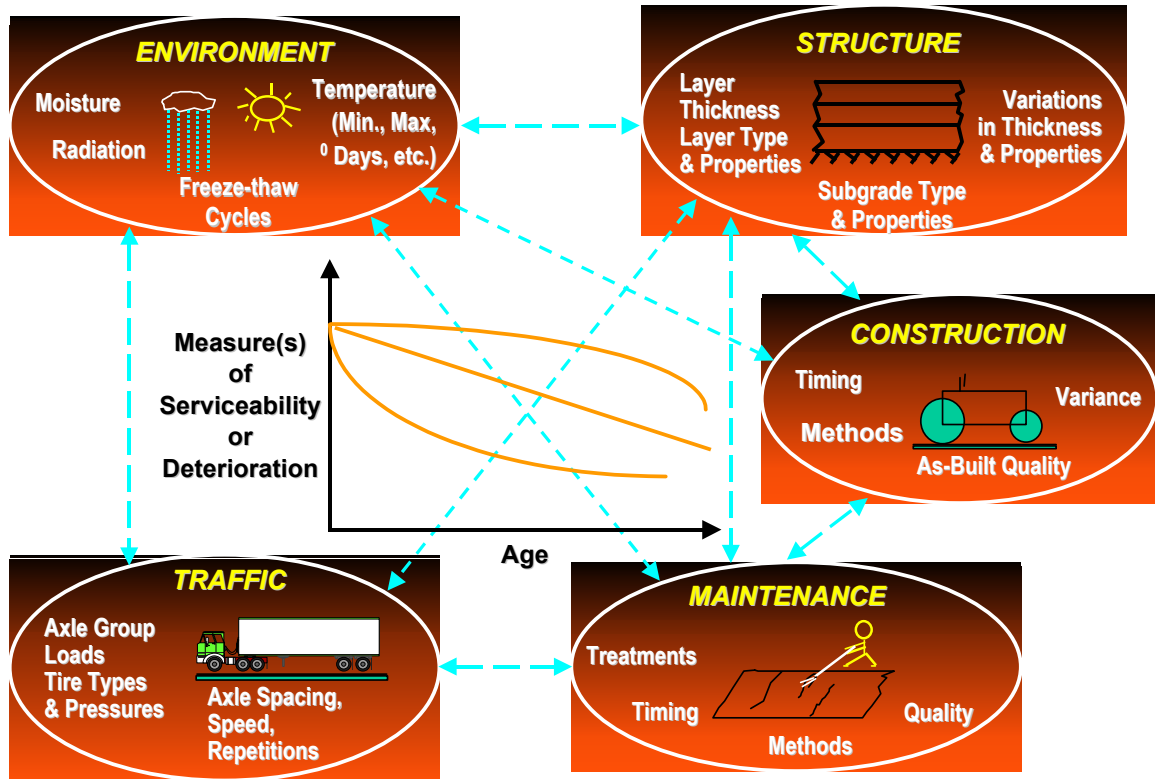 ENVIRONMENT
Moisture
Radiation
Temperature
(Min., Max,
⁰ Days, etc.)
Freeze-thaw
Cycles
STRUCTURE
Layer
Thickness
Layer Type
& Properties
Variations
in Thickness
& Properties
Subgrade Type
& Properties
Measure(s)
of
Serviceability
or
Deterioration
Age
CONSTRUCTION
Timing
Methods
Variance
As-Built Quality
TRAFFIC
Axle Group
Loads
Tire Types
& Pressures
Axle Spacing,
Speed,
Repetitions
MAINTENANCE
Treatments
Timing
Quality
Methods